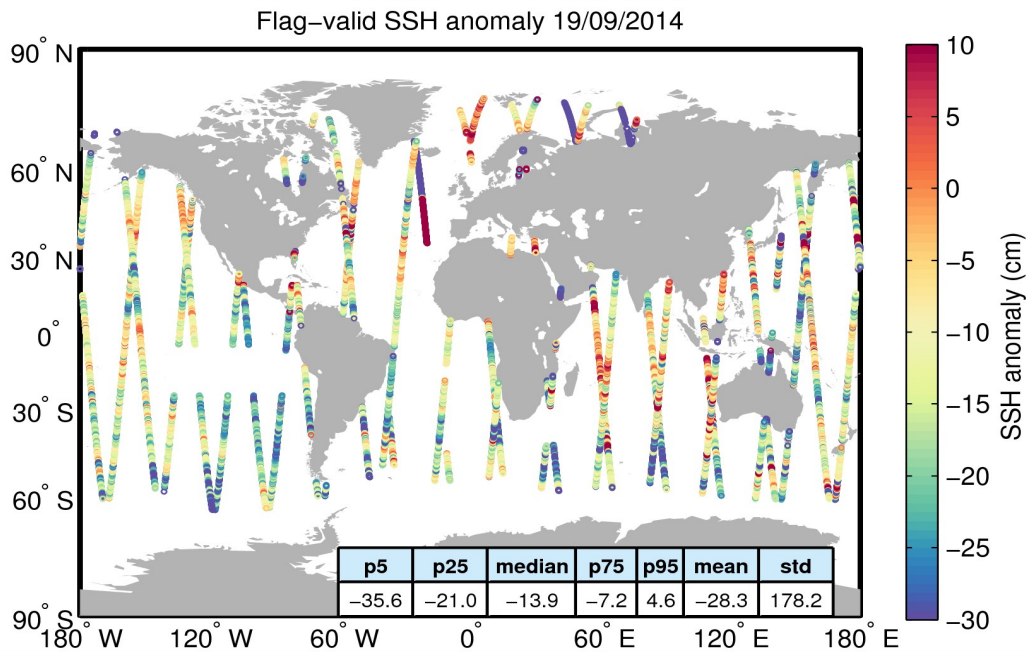 Flag−valid SSH anomaly 19/09/2014
90° N
60° N
30° N
0°
30° S
60° S
90° S
180° W 120° W 60° W 0° 60° E 120° E 180° E
p5 p25 median p75 p95 mean std
−35.6 −21.0 −13.9 −7.2 4.6 −28.3 178.2
10
5
0
−5
−10
−15
−20
−25
−30
SSH anomaly (cm)